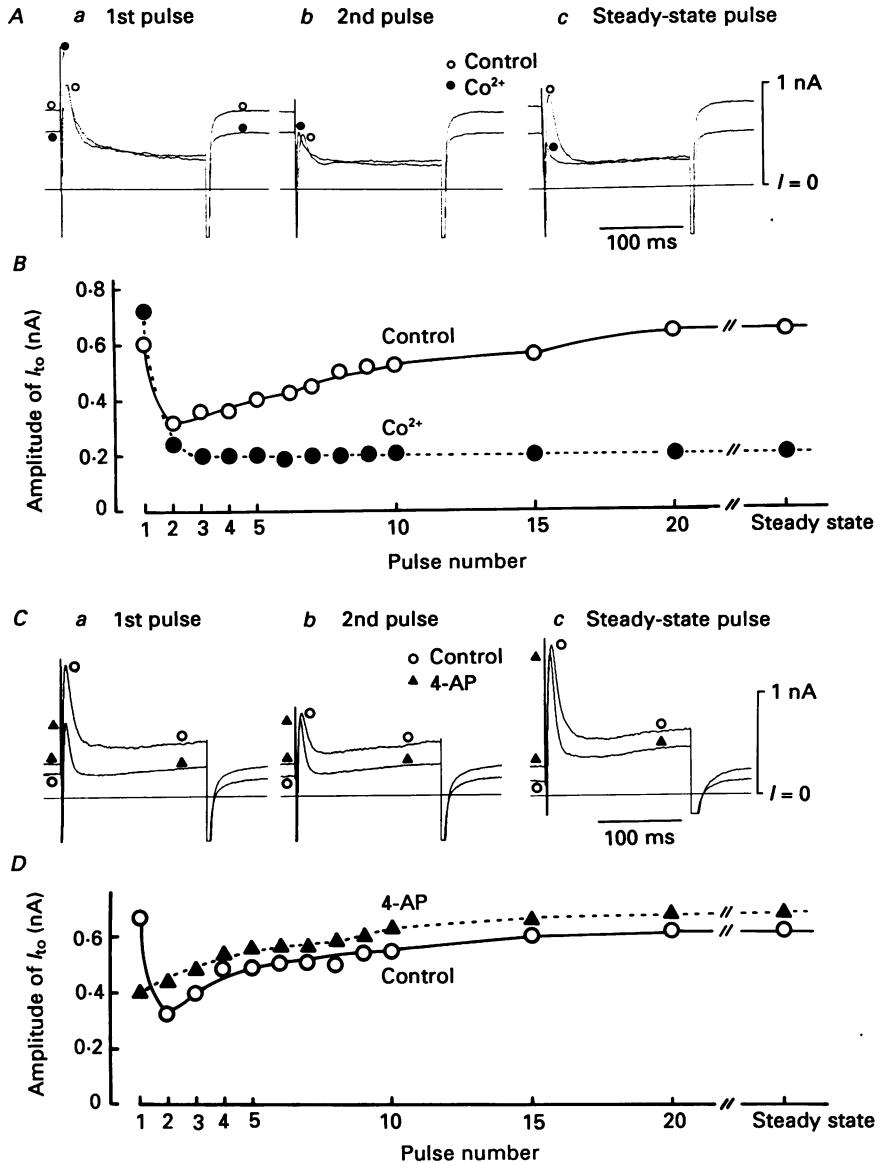 A a 1st pulse b 2nd pulse c Steady-state pulse
○ Control
● Co²⁺
1 nA
I = 0
100 ms
B
Amplitude of Ito (nA)
0·8
0·6
0·4
0·2
0
Control
Co²⁺
1 2 3 4 5 10 15 20 Steady state
Pulse number
C a 1st pulse b 2nd pulse c Steady-state pulse
○ Control
▲ 4-AP
1 nA
I = 0
100 ms
D
Amplitude of Ito (nA)
0·6
0·4
0·2
0
4-AP
Control
1 2 3 4 5 10 15 20 Steady state
Pulse number